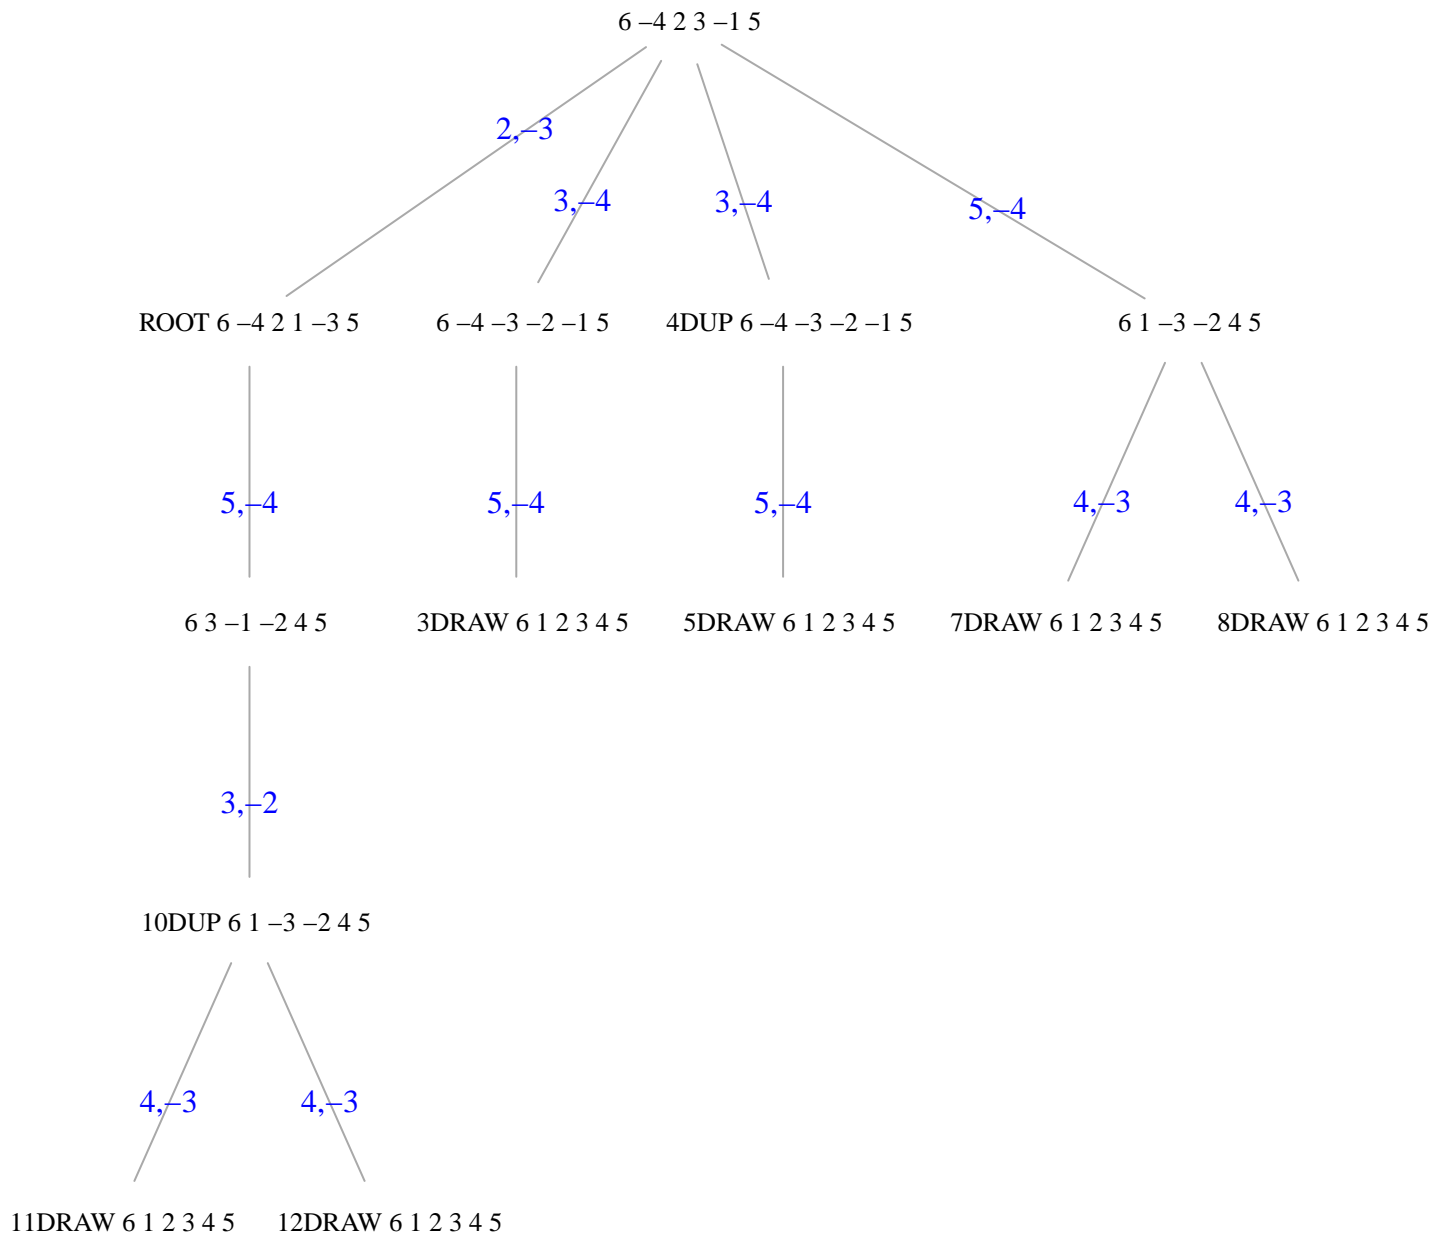 6 –4 2 3 –1 5
2,–3
3,–4
3,–4
5,–4
ROOT 6 –4 2 1 –3 5
6 –4 –3 –2 –1 5
4DUP 6 –4 –3 –2 –1 5
6 1 –3 –2 4 5
5,–4
5,–4
5,–4
4,–3
4,–3
6 3 –1 –2 4 5
3DRAW 6 1 2 3 4 5
5DRAW 6 1 2 3 4 5
7DRAW 6 1 2 3 4 5
8DRAW 6 1 2 3 4 5
3,–2
10DUP 6 1 –3 –2 4 5
4,–3
4,–3
11DRAW 6 1 2 3 4 5
12DRAW 6 1 2 3 4 5